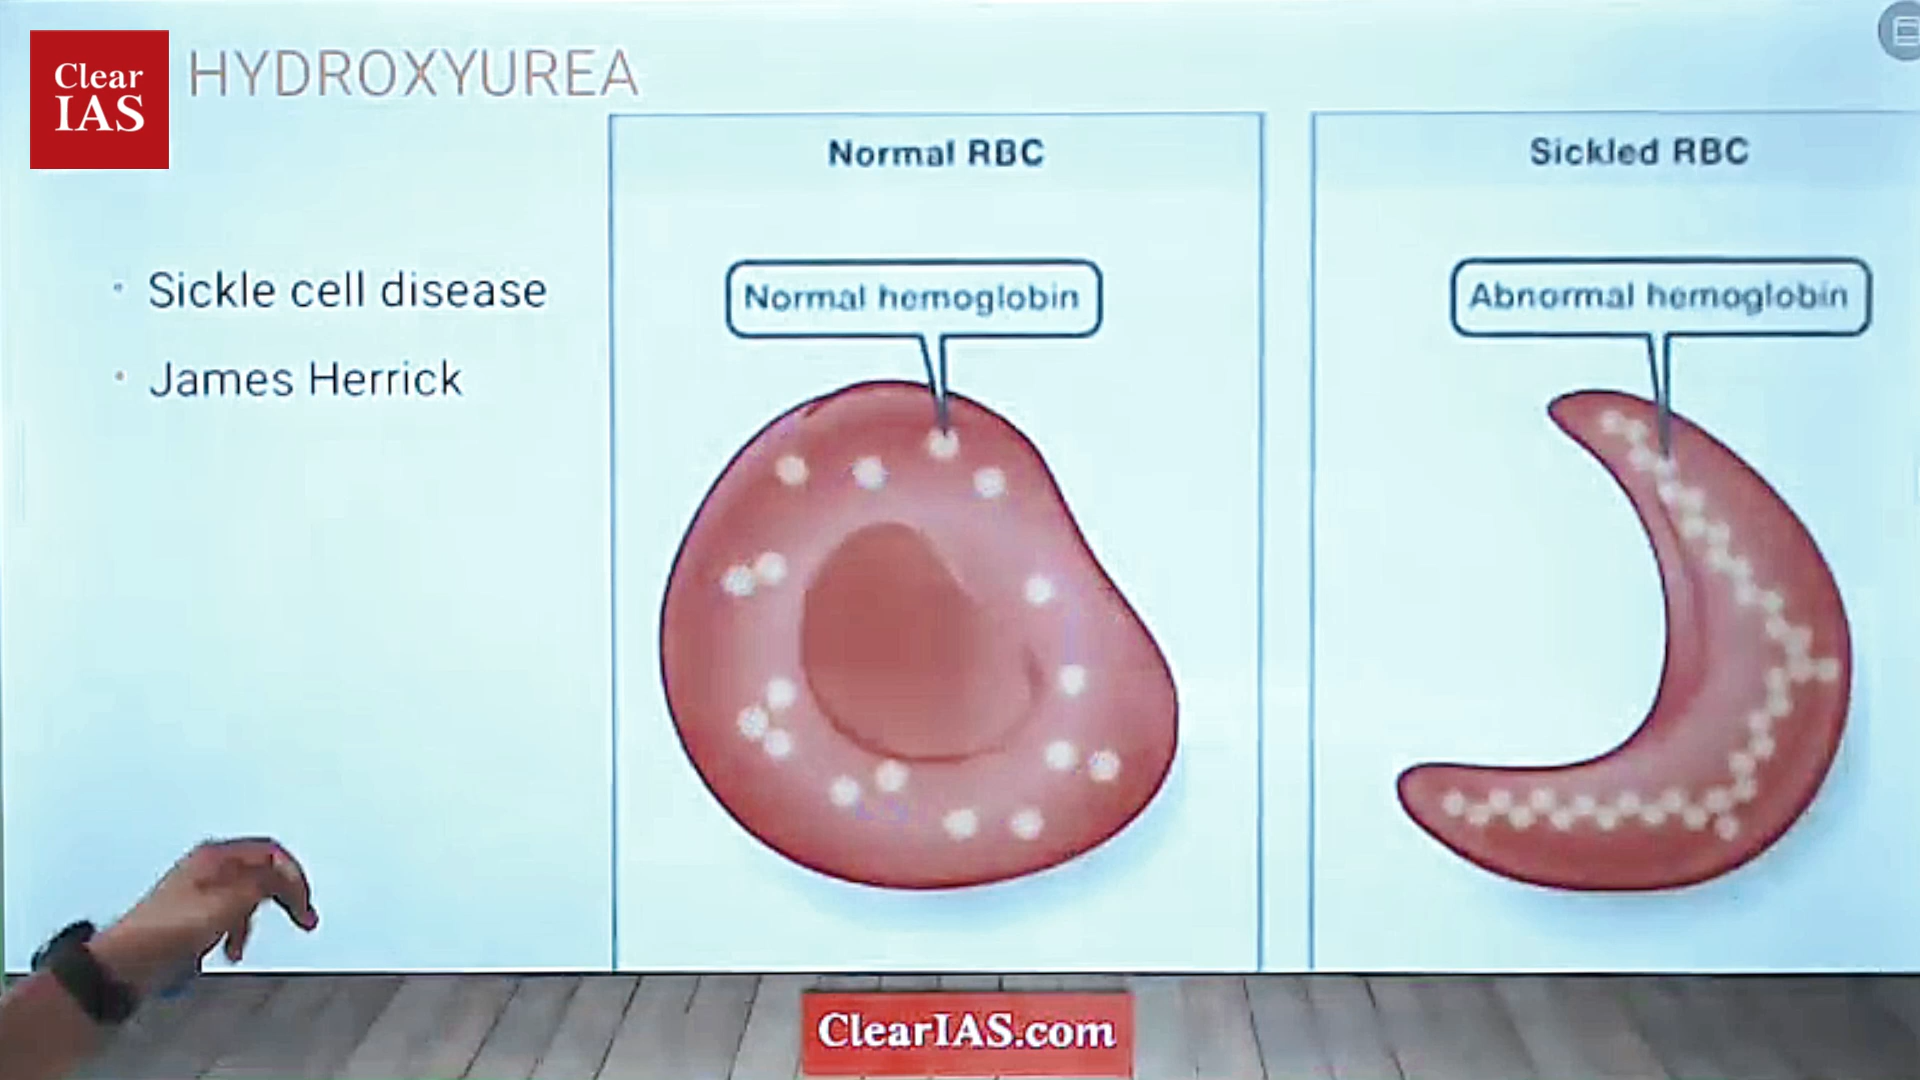 Clear
IAS
HYDROXYUREA
• Sickle cell disease
• James Herrick
Normal RBC
Normal hemoglobin
Sickled RBC
Abnormal hemoglobin
ClearIAS.com